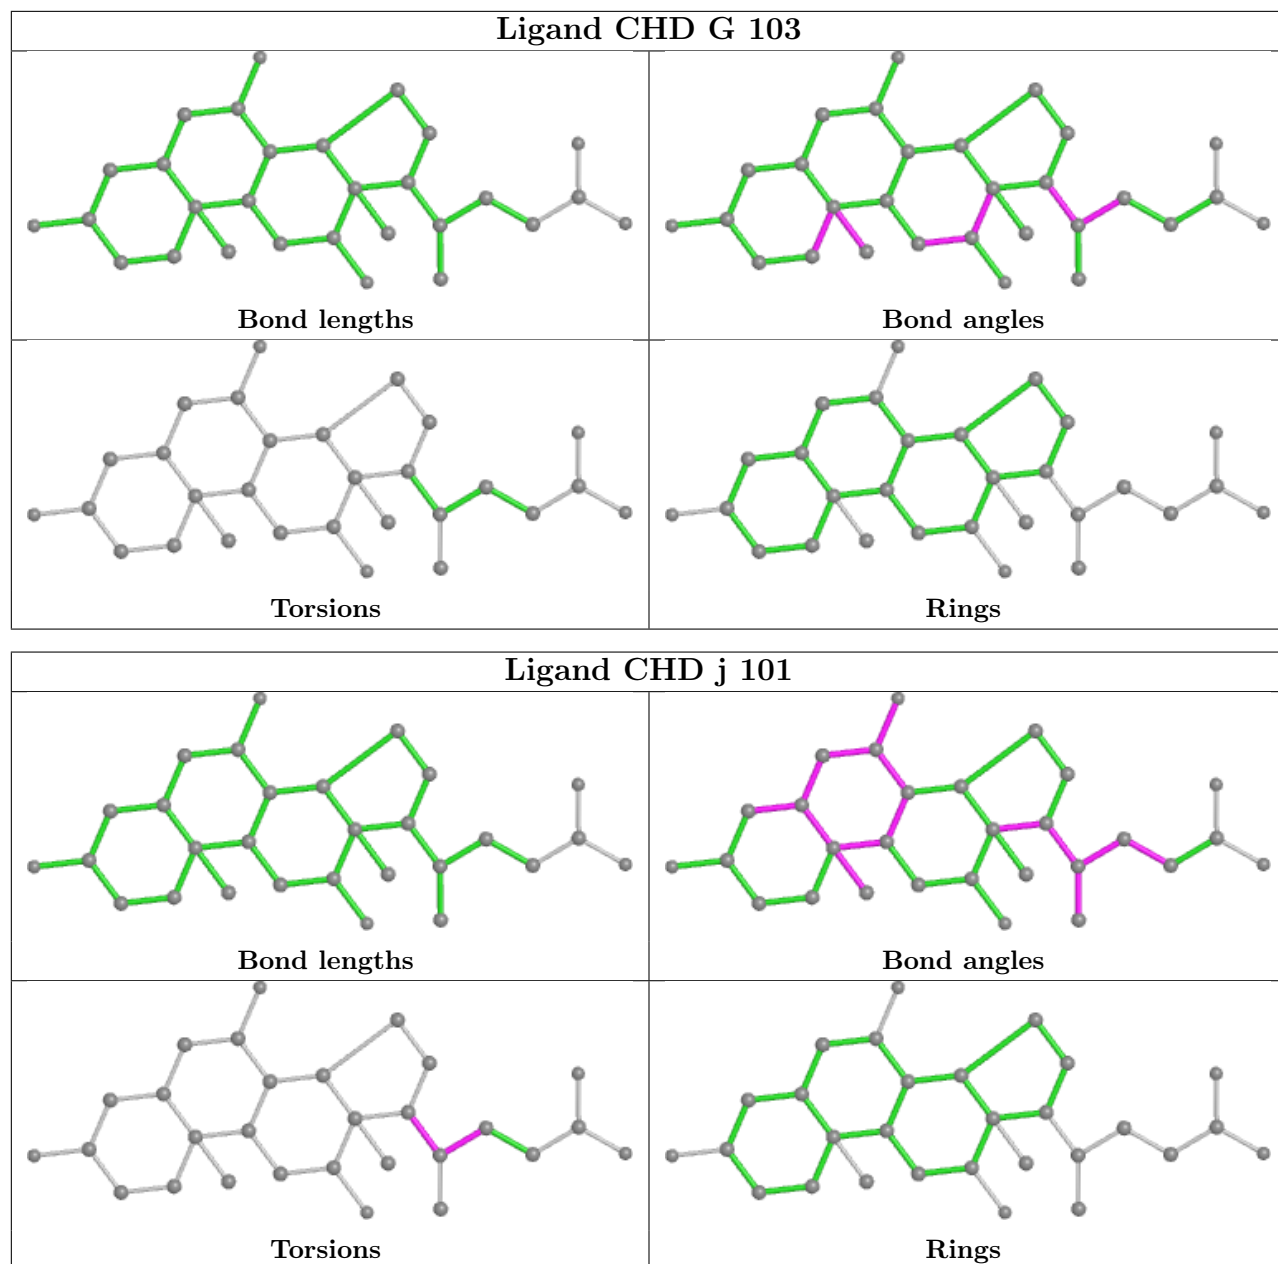 Ligand CHD G 103
Bond lengths
Bond angles
Torsions
Rings
Ligand CHD j 101
Bond lengths
Bond angles
Torsions
Rings